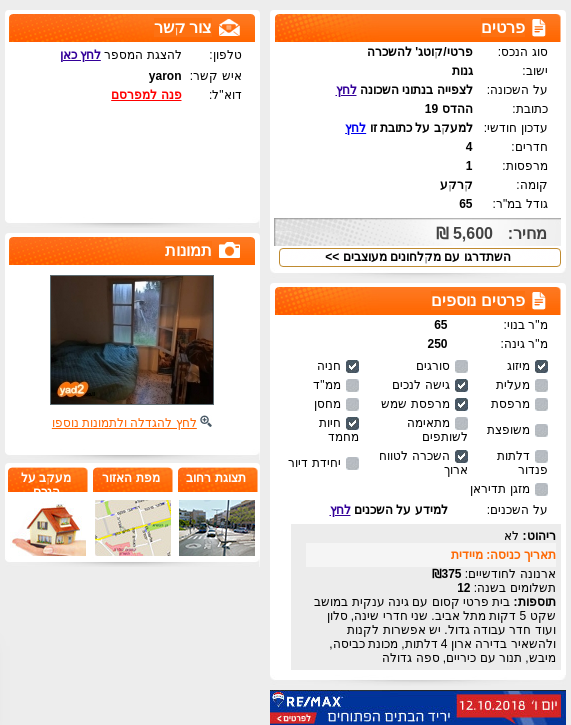 פרטים
סוג הנכס: פרטי/קוטג' להשכרה
ישוב: גנות
על השכונה: לצפייה בנתוני השכונה לחץ
כתובת: ההדס 19
עדכון חודשי: למעקב על כתובת זו לחץ
חדרים: 4
מרפסות: 1
קומה: קרקע
גודל במ"ר: 65
מחיר: 5,600 ₪
השתדרגו עם מקלחונים מעוצבים >>
פרטים נוספים
מ"ר בנוי: 65
מ"ר גינה: 250
מיזוג סורגים חניה
מעלית גישה לנכים ממ"ד
מרפסת מרפסת שמש מחסן
משופצת מתאימה לשותפים חיות מחמד
דלתות פנדור השכרה לטווח ארוך יחידת דיור
מזגן תדיראן
על השכנים: למידע על השכנים לחץ
ריהוט: לא
תאריך כניסה: מיידית
ארנונה לחודשיים: 375₪
תשלומים בשנה: 12
תוספות: בית פרטי קסום עם גינה ענקית במושב
שקט 5 דקות מתל אביב. שני חדרי שינה, סלון
ועוד חדר עבודה גדול. יש אפשרות לקנות
ולהשאיר בדירה ארון 4 דלתות, מכונת כביסה,
מיבש, תנור עם כיריים, ספה גדולה
RE/MAX
יום ו' 12.10.2018
יריד הבתים הפתוחים
לפרטים >
צור קשר
טלפון: להצגת המספר לחץ כאן
איש קשר: yaron
דוא"ל: פנה למפרסם
תמונות
yad2
לחץ להגדלה ולתמונות נוספו
תצוגת רחוב
מפת האזור
מעקב על
הנכס